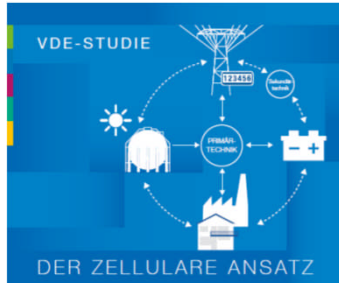 VDE-STUDIE
123456
Sekundär
technik
PRIMÄR-
TECHNIK
- +
DER ZELLULARE ANSATZ